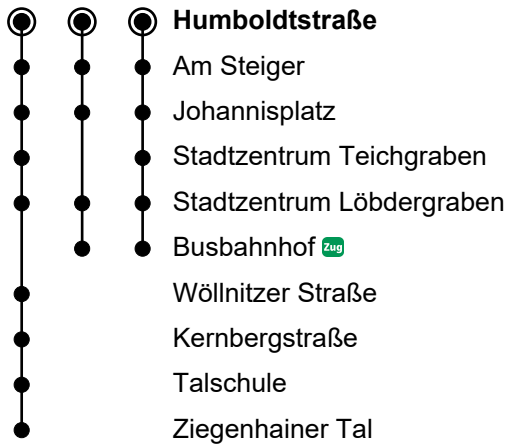 Humboldtstraße
Am Steiger
Johannisplatz
Stadtzentrum Teichgraben
Stadtzentrum Löbdergraben
Busbahnhof Zug
Wöllnitzer Straße
Kernbergstraße
Talschule
Ziegenhainer Tal